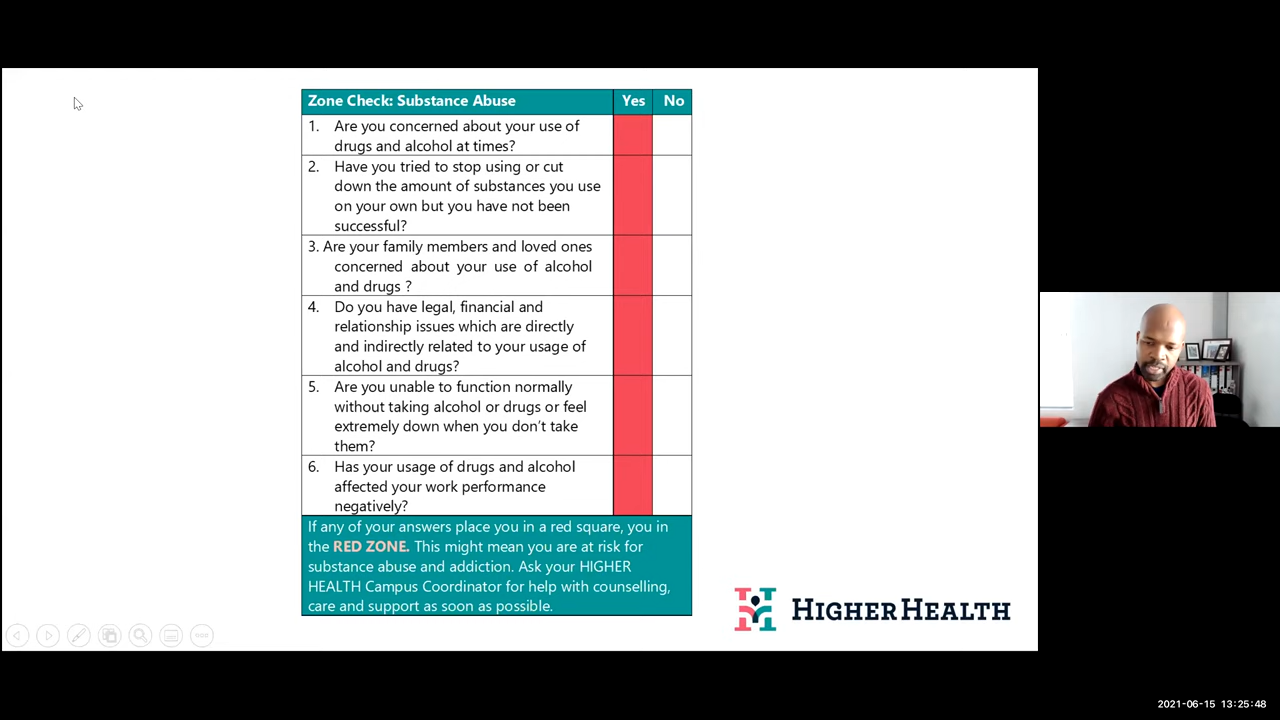 Zone Check: Substance Abuse Yes No
1. Are you concerned about your use of
drugs and alcohol at times?
2. Have you tried to stop using or cut
down the amount of substances you use
on your own but you have not been
successful?
3. Are your family members and loved ones
concerned about your use of alcohol
and drugs ?
4. Do you have legal, financial and
relationship issues which are directly
and indirectly related to your usage of
alcohol and drugs?
5. Are you unable to function normally
without taking alcohol or drugs or feel
extremely down when you don’t take
them?
6. Has your usage of drugs and alcohol
affected your work performance
negatively?
If any of your answers place you in a red square, you in
the RED ZONE. This might mean you are at risk for
substance abuse and addiction. Ask your HIGHER
HEALTH Campus Coordinator for help with counselling,
care and support as soon as possible.
HIGHER HEALTH
2021-06-15 13:25:48